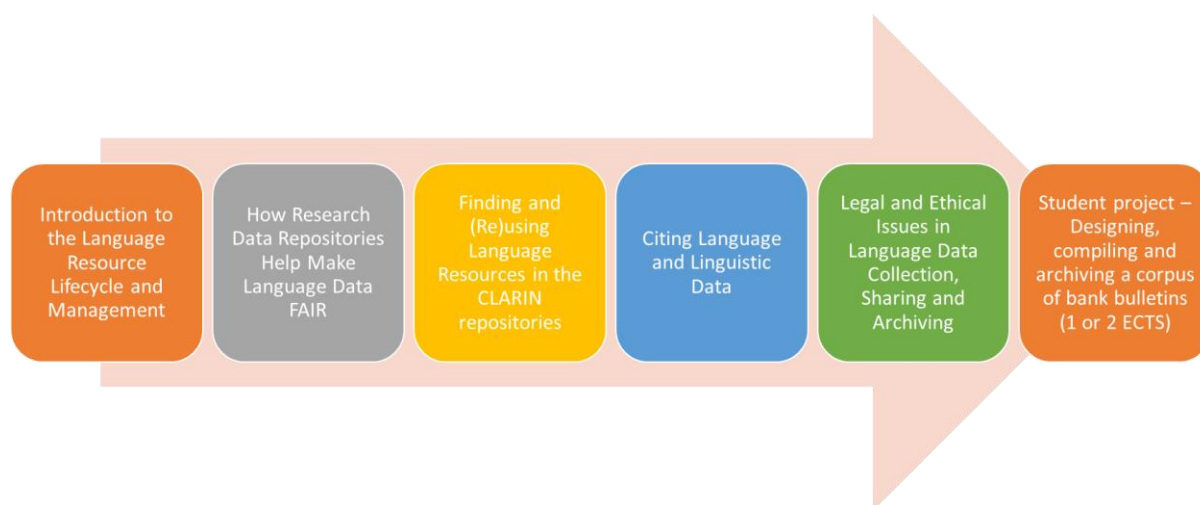 Introduction to
the Language
Resource
Lifecycle and
Management
How Research
Data Repositories
Help Make
Language Data
FAIR
Finding and
(Re)using
Language
Resources in the
CLARIN
repositories
Citing Language
and Linguistic
Data
Legal and Ethical
Issues in
Language Data
Collection,
Sharing and
Archiving
Student project –
Designing,
compiling and
archiving a corpus
of bank bulletins
(1 or 2 ECTS)